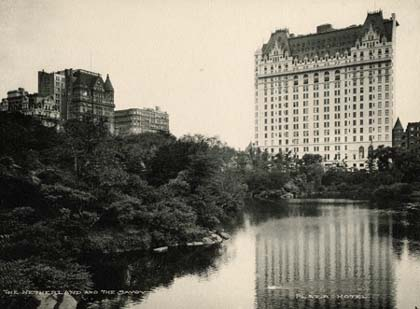 THE NETHERLAND AND THE SAVOY
PLAZA HOTEL